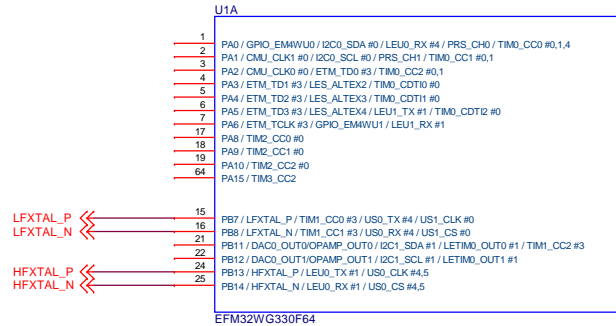 U1A
1 PA0 / GPIO_EM4WU0 / I2C0_SDA #0 / LEU0_RX #4 / PRS_CH0 / TIM0_CC0 #0,1,4
2 PA1 / CMU_CLK1 #0 / I2C0_SCL #0 / PRS_CH1 / TIM0_CC1 #0,1
3 PA2 / CMU_CLK0 #0 / ETM_TD0 #3 / TIM0_CC2 #0,1
4 PA3 / ETM_TD1 #3 / LES_ALTEX2 / TIM0_CDTI0 #0
5 PA4 / ETM_TD2 #3 / LES_ALTEX3 / TIM0_CDTI1 #0
6 PA5 / ETM_TD3 #3 / LES_ALTEX4 / LEU1_TX #1 / TIM0_CDTI2 #0
7 PA6 / ETM_TCLK #3 / GPIO_EM4WU1 / LEU1_RX #1
17 PA8 / TIM2_CC0 #0
18 PA9 / TIM2_CC1 #0
19 PA10 / TIM2_CC2 #0
64 PA15 / TIM3_CC2
LFXTAL_P 15 PB7 / LFXTAL_P / TIM1_CC0 #3 / US0_TX #4 / US1_CLK #0
LFXTAL_N 16 PB8 / LFXTAL_N / TIM1_CC1 #3 / US0_RX #4 / US1_CS #0
21 PB11 / DAC0_OUT0/OPAMP_OUT0 / I2C1_SDA #1 / LETIM0_OUT0 #1 / TIM1_CC2 #3
22 PB12 / DAC0_OUT1/OPAMP_OUT1 / I2C1_SCL #1 / LETIM0_OUT1 #1
HFXTAL_P 24 PB13 / HFXTAL_P / LEU0_TX #1 / US0_CLK #4,5
HFXTAL_N 25 PB14 / HFXTAL_N / LEU0_RX #1 / US0_CS #4,5
EFM32WG330F64